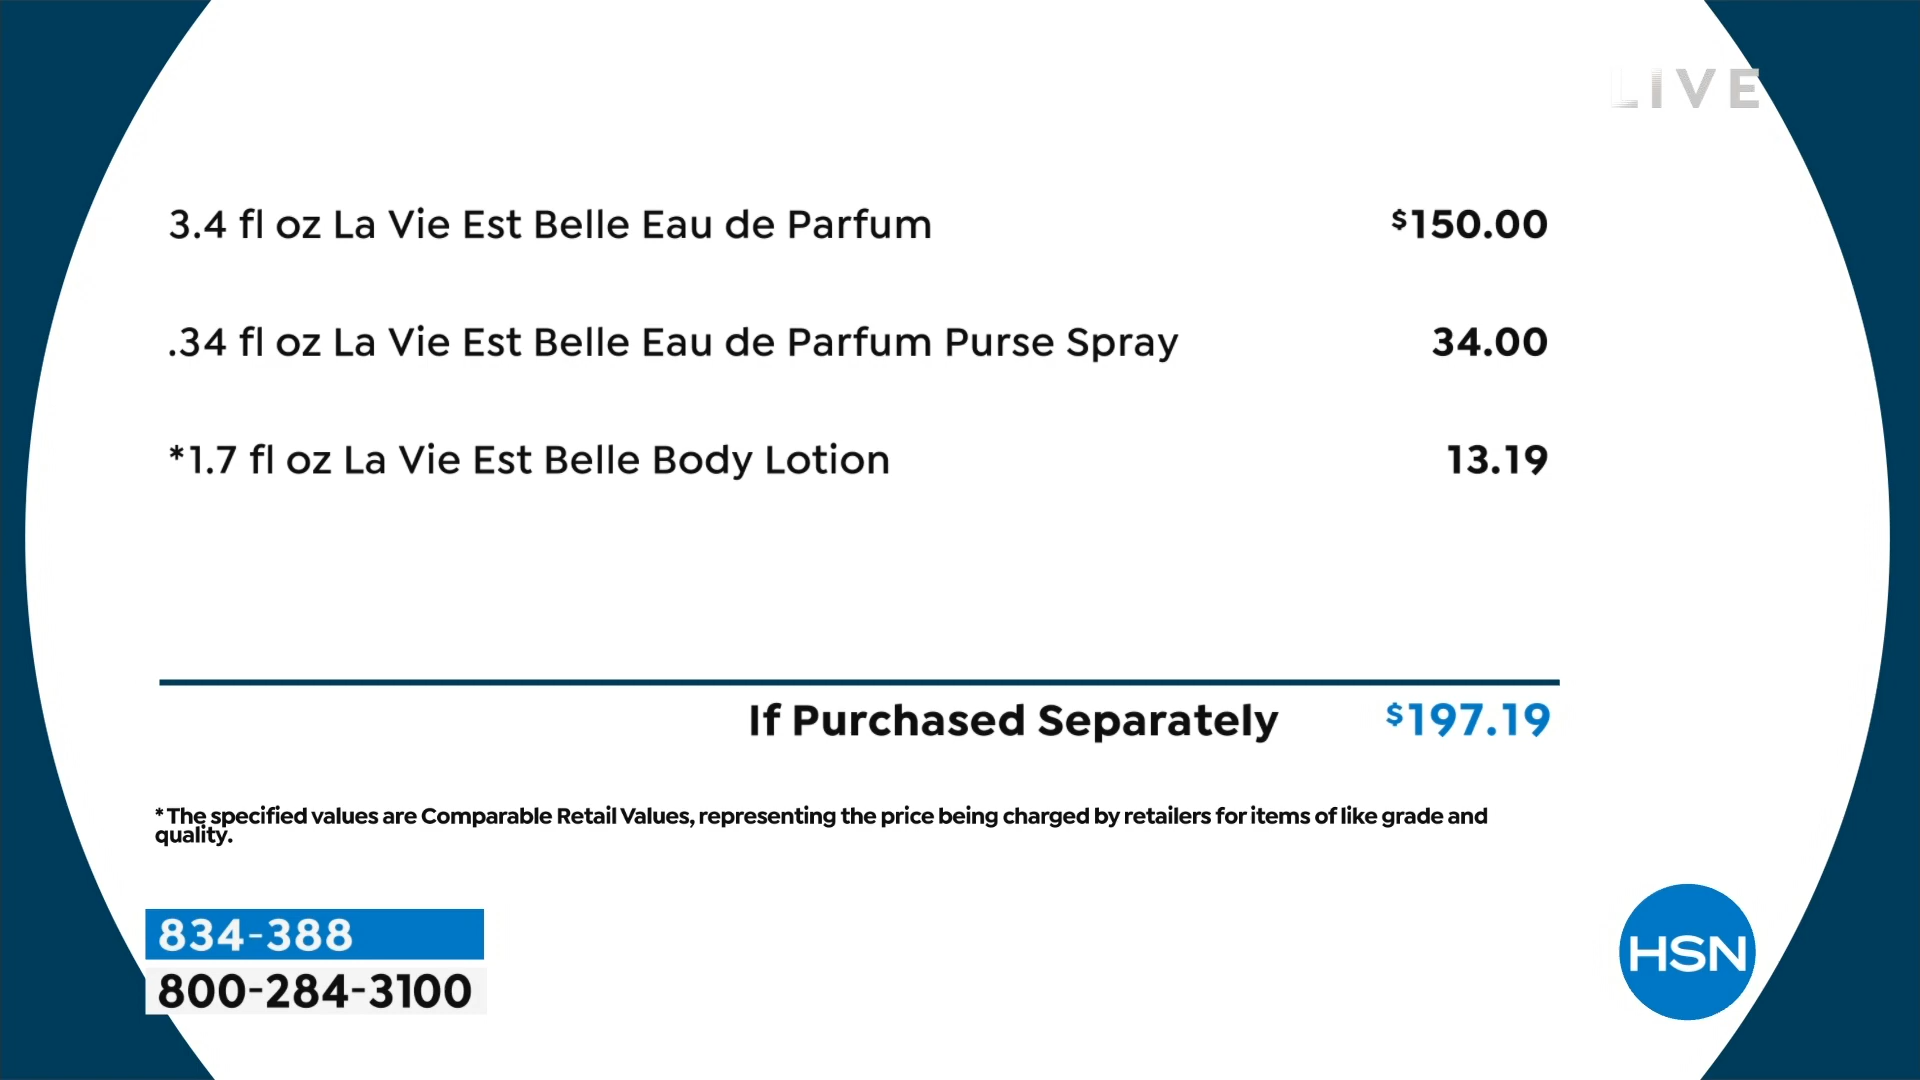 LIVE
3.4 fl oz La Vie Est Belle Eau de Parfum $150.00
.34 fl oz La Vie Est Belle Eau de Parfum Purse Spray 34.00
*1.7 fl oz La Vie Est Belle Body Lotion 13.19
If Purchased Separately $197.19
* The specified values are Comparable Retail Values, representing the price being charged by retailers for items of like grade and
quality.
834-388
800-284-3100
HSN